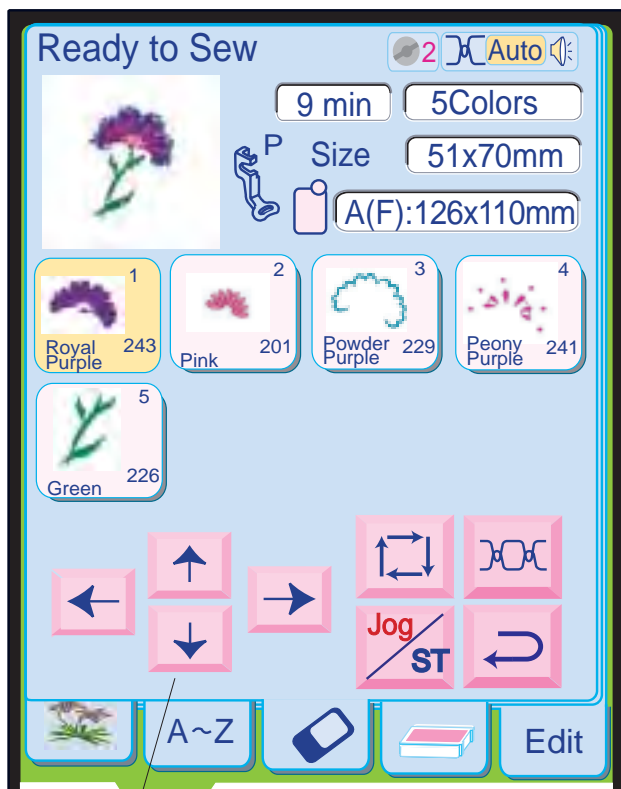 Ready to Sew
2
Auto
9 min
5Colors
P
Size
51x70mm
A(F):126x110mm
1
Royal
Purple
243
2
Pink
201
3
Powder
Purple
229
4
Peony
Purple
241
5
Green
226
Jog
ST
A~Z
Edit